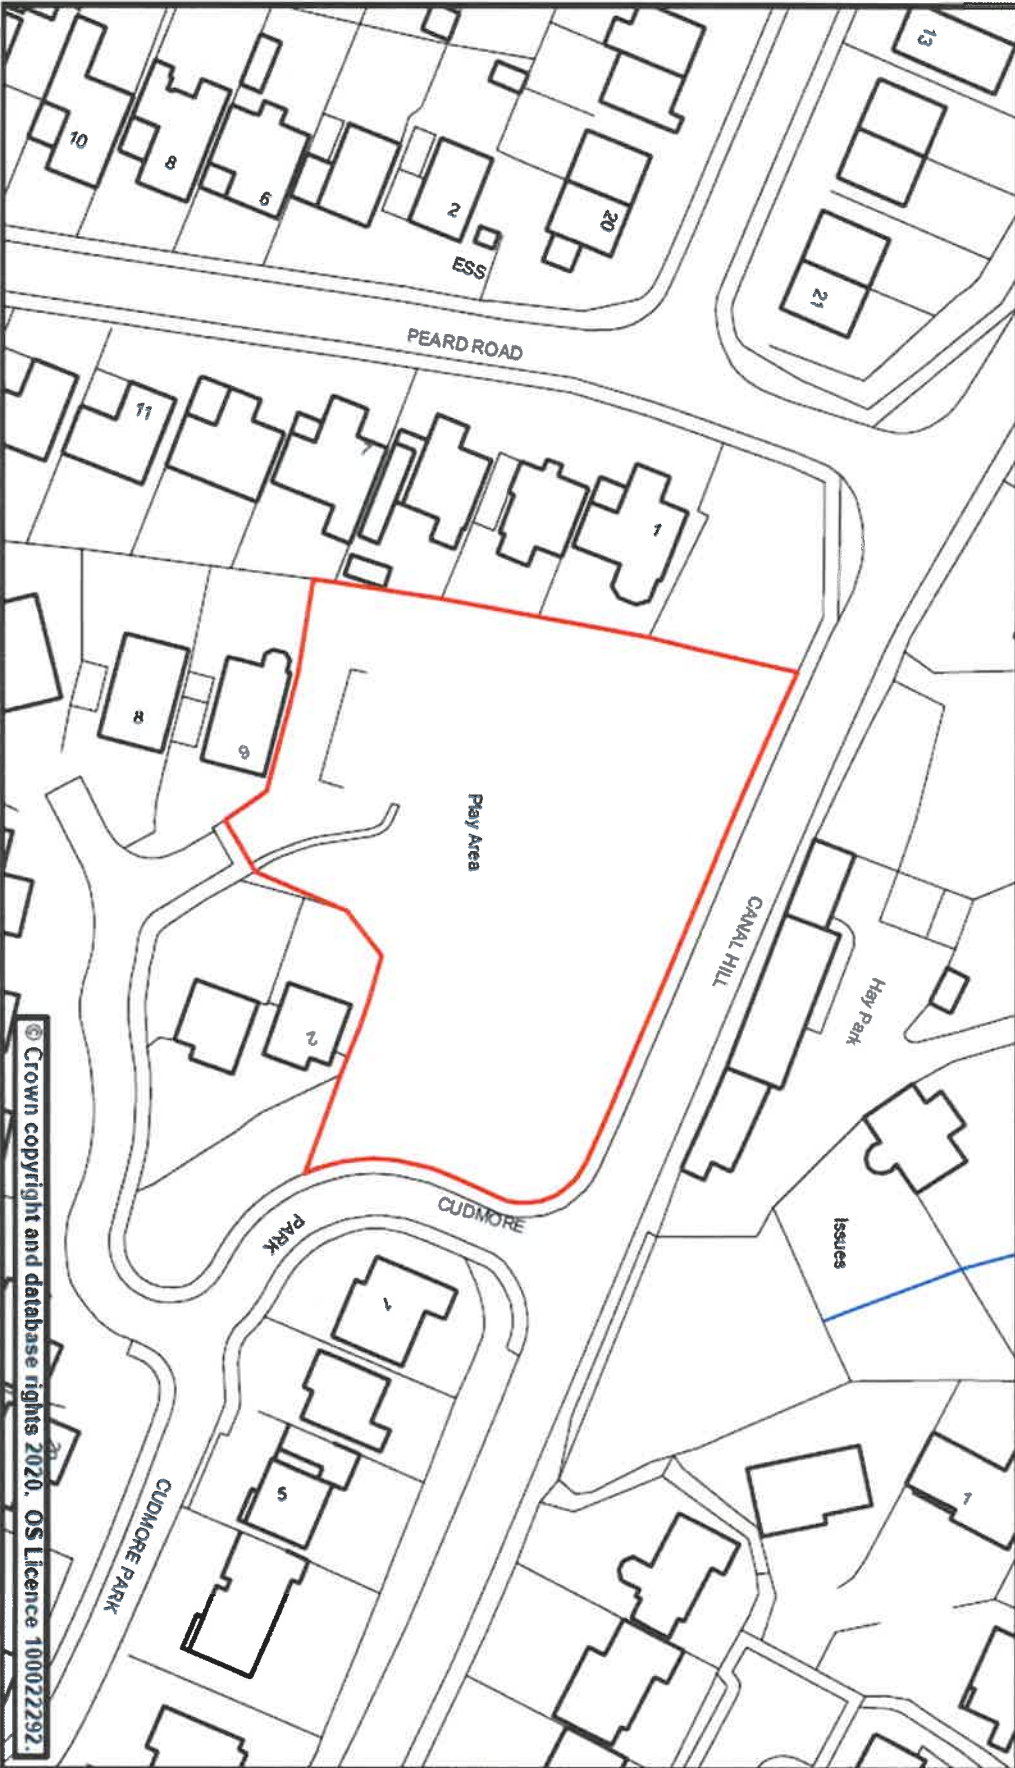 13
10
8
6
2
20
ESS
21
PEARD ROAD
11
7
1
8
9
Play Area
CANAL HILL
Hay Park
2
CUDMORE
PARK
Issues
1
5
1
CUDMORE PARK
© Crown copyright and database rights 2020. OS Licence 100022292.